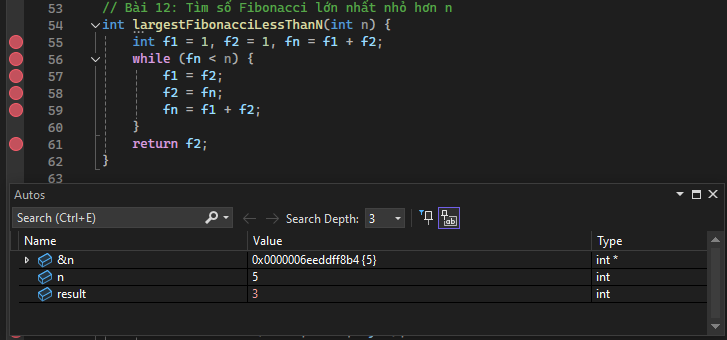 53 // Bài 12: Tìm số Fibonacci lớn nhất nhỏ hơn n
54 int largestFibonacciLessThanN(int n) {
55 int f1 = 1, f2 = 1, fn = f1 + f2;
56 while (fn < n) {
57 f1 = f2;
58 f2 = fn;
59 fn = f1 + f2;
60 }
61 return f2;
62 }
63
Autos
Search (Ctrl+E) Search Depth: 3
Name Value Type
&n 0x0000006eeddff8b4 {5} int *
n 5 int
result 3 int